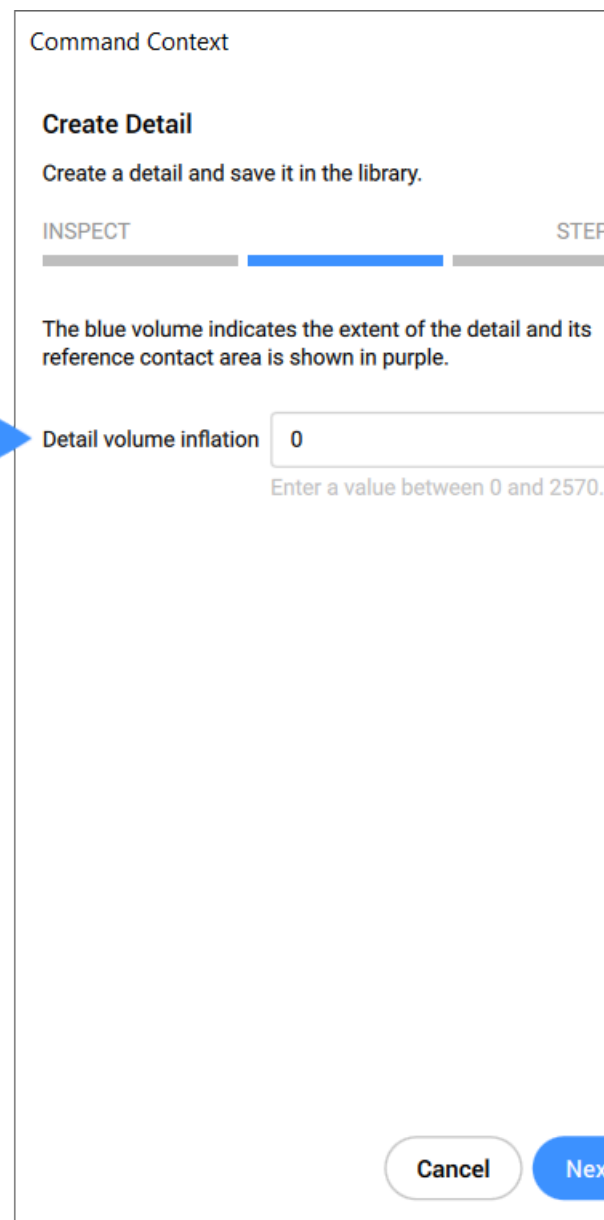 Command Context
Create Detail
Create a detail and save it in the library.
INSPECT STEP
The blue volume indicates the extent of the detail and its
reference contact area is shown in purple.
Detail volume inflation 0
Enter a value between 0 and 2570.
Cancel Nex